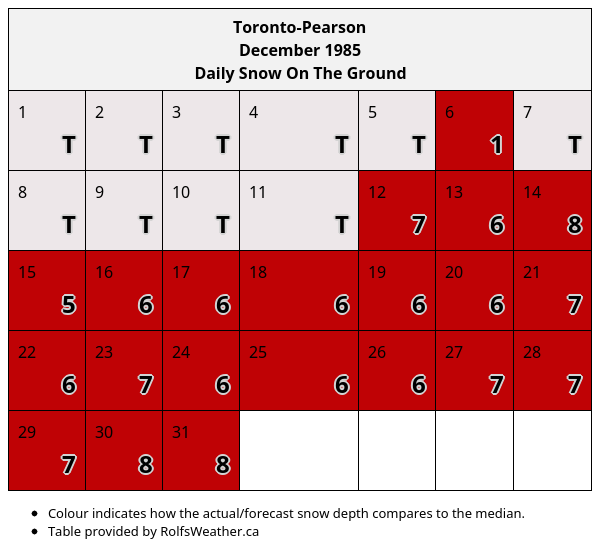 Toronto-Pearson
December 1985
Daily Snow On The Ground
1 2 3 4 5 6 7
T T T T T 1 T
8 9 10 11 12 13 14
T T T T 7 6 8
15 16 17 18 19 20 21
5 6 6 6 6 6 7
22 23 24 25 26 27 28
6 7 6 6 6 7 7
29 30 31
7 8 8
• Colour indicates how the actual/forecast snow depth compares to the median.
• Table provided by RolfsWeather.ca